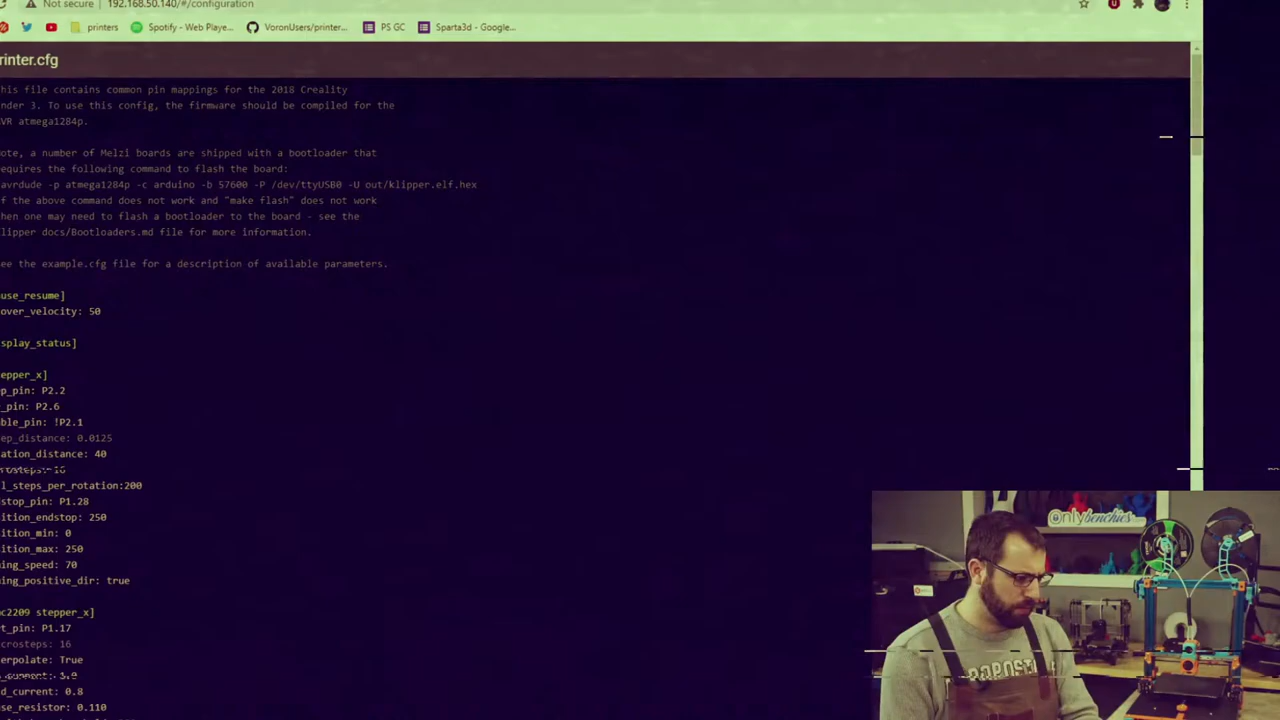 Not secure | 192.168.50.140/#/configuration
printers Spotify - Web Playe... VoronUsers/printer... PS GC Sparta3d - Google...
rinter.cfg
his file contains common pin mappings for the 2018 Creality
nder 3. To use this config, the firmware should be compiled for the
VR atmega1284p.
ote, a number of Melzi boards are shipped with a bootloader that
equires the following command to flash the board:
avrdude -p atmega1284p -c arduino -b 57600 -P /dev/ttyUSB0 -U out/klipper.elf.hex
f the above command does not work and "make flash" does not work
hen one may need to flash a bootloader to the board - see the
lipper docs/Bootloaders.md file for more information.
ee the example.cfg file for a description of available parameters.
use_resume]
over_velocity: 50
splay_status]
epper_x]
ep_pin: P2.2
_pin: P2.6
ble_pin: !P2.1
ep_distance: 0.0125
ation_distance: 40
rosteps: 16
l_steps_per_rotation:200
dstop_pin: P1.28
ition_endstop: 250
ition_min: 0
ition_max: 250
ing_speed: 70
ing_positive_dir: true
c2209 stepper_x]
rt_pin: P1.17
crosteps: 16
erpolate: True
d_current: 0.8
se_resistor: 0.110
Onlybenchies